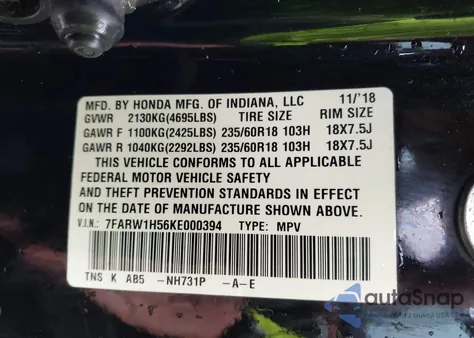 MFD. BY HONDA MFG. OF INDIANA, LLC 11/'18
GVWR 2130KG(4695LBS) TIRE SIZE RIM SIZE
GAWR F 1100KG(2425LBS) 235/60R18 103H 18X7.5J
GAWR R 1040KG(2292LBS) 235/60R18 103H 18X7.5J
THIS VEHICLE CONFORMS TO ALL APPLICABLE
FEDERAL MOTOR VEHICLE SAFETY
AND THEFT PREVENTION STANDARDS IN EFFECT
ON THE DATE OF MANUFACTURE SHOWN ABOVE.
V.I.N.: 7FARW1H56KE000394 TYPE: MPV
TNS K AB5 -NH731P -A-E
autoSnap